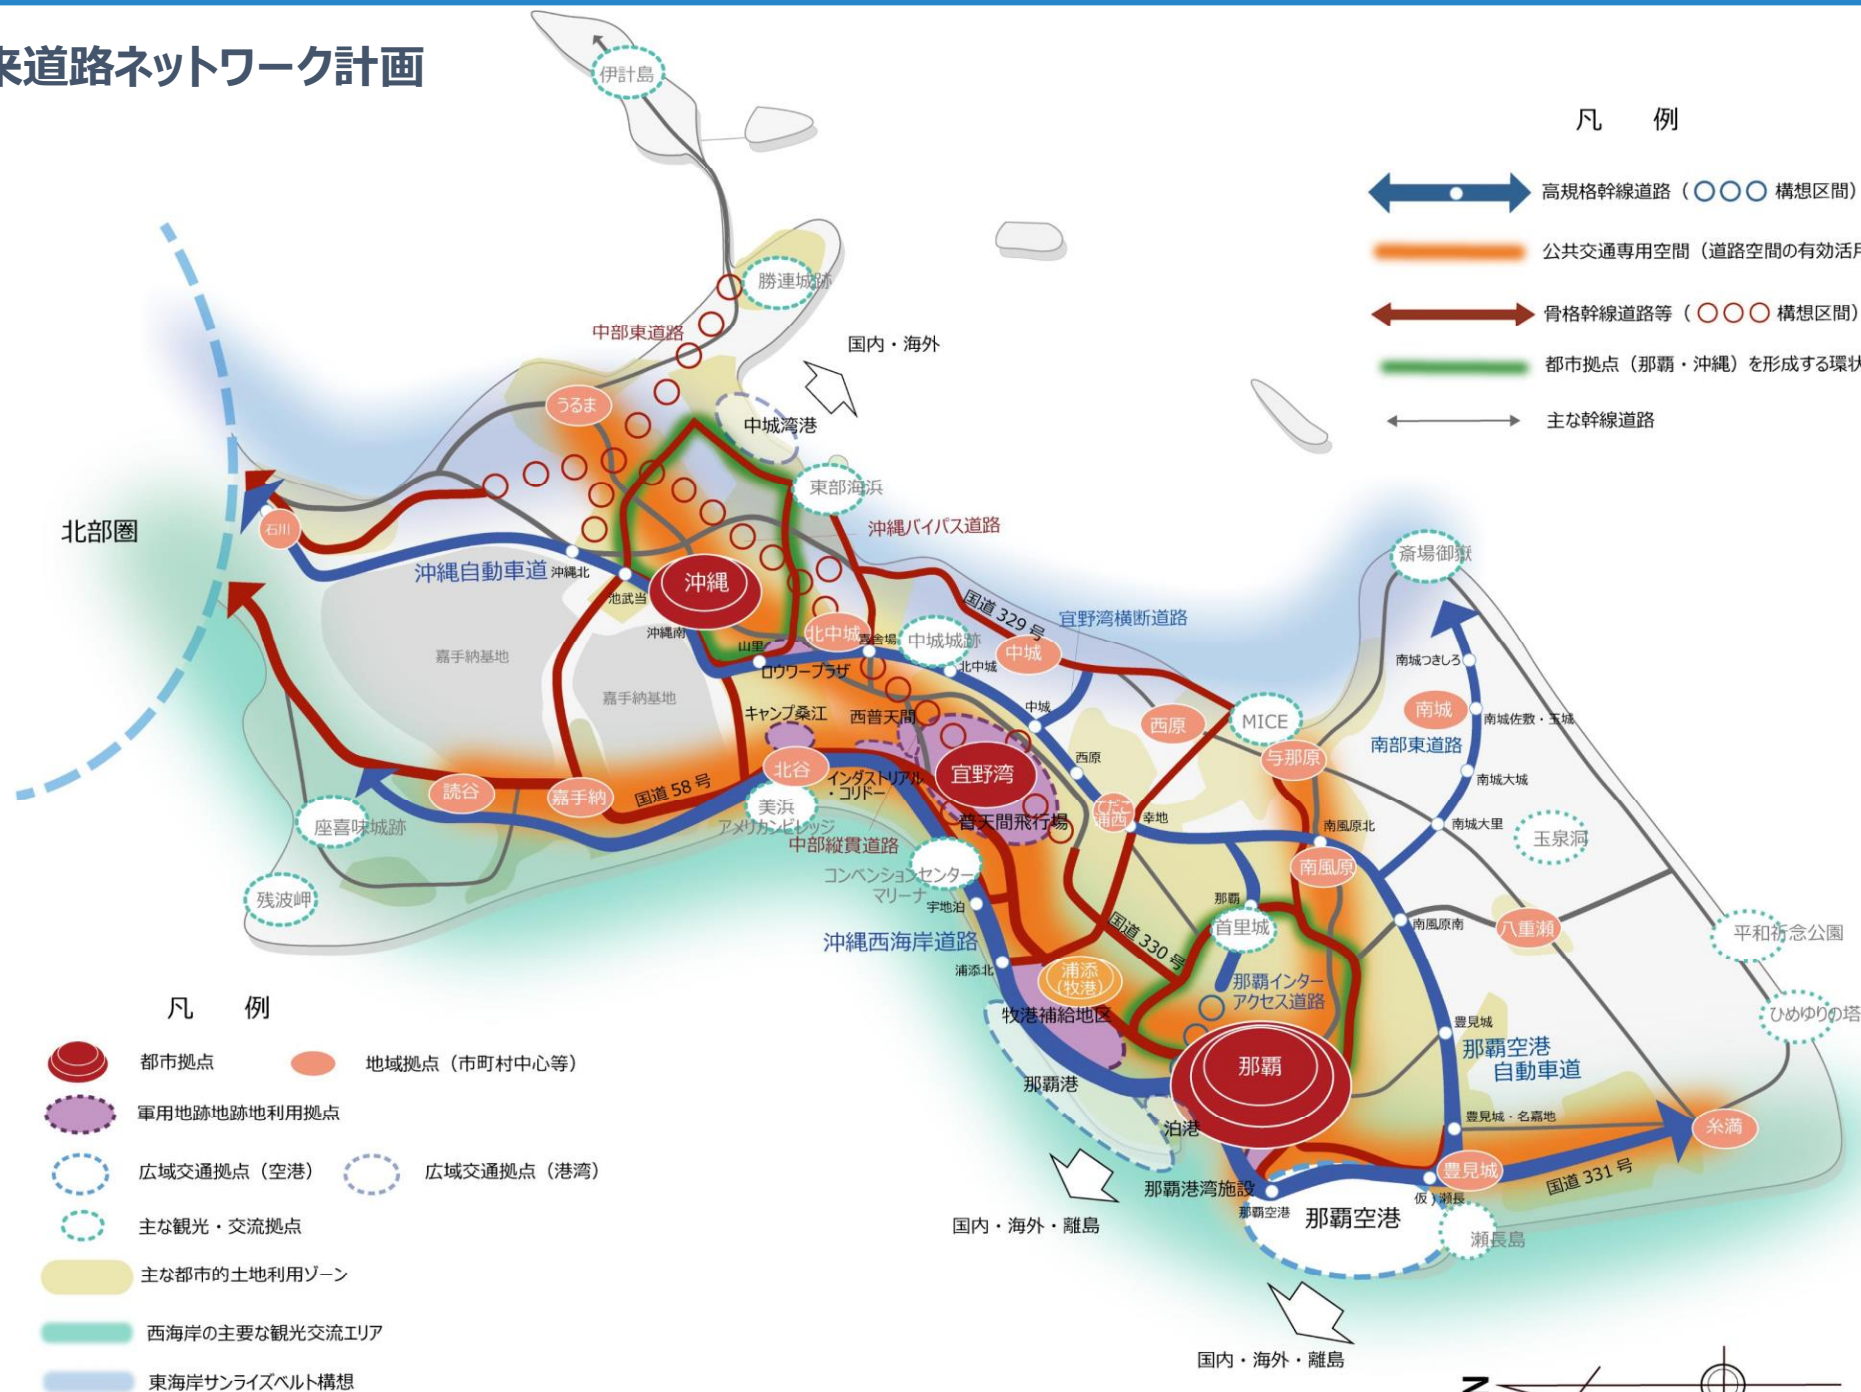 来道路ネットワーク計画
伊計島
凡　例
高規格幹線道路（○○○ 構想区間）
公共交通専用空間（道路空間の有効活用
骨格幹線道路等（○○○ 構想区間）
都市拠点（那覇・沖縄）を形成する環状
主な幹線道路
勝連城跡
中部東道路
国内・海外
うるま
中城湾港
東部海浜
沖縄バイパス道路
北部圏
石川
沖縄自動車道
沖縄北
池武当
沖縄
沖縄南
山里
北中城
喜舎場
中城城跡
北中城
国道 329 号
中城
宜野湾横断道路
斎場御嶽
南城つきしろ
南城
南城佐敷・玉城
南部東道路
南城大城
南城大里
嘉手納基地
嘉手納基地
ロウワープラザ
キャンプ桑江
西普天間
中城
西原
西原
MICE
与那原
読谷
嘉手納
国道 58 号
北谷
インダストリアル
・コリドー
宜野湾
普天間飛行場
てだこ
浦西
幸地
南風原北
南風原
玉泉洞
座喜味城跡
美浜
アメリカンビレッジ
中部縦貫道路
コンベンションセンター
マリーナ
宇地泊
残波岬
沖縄西海岸道路
浦添北
国道 330 号
那覇
首里城
南風原南
八重瀬
平和祈念公園
ひめゆりの塔
浦添
(牧港)
牧港補給地区
那覇インター
アクセス道路
豊見城
那覇空港
自動車道
那覇港
那覇
泊港
豊見城・名嘉地
糸満
国道 331 号
豊見城
仮）瀬長
瀬長島
那覇港湾施設
那覇空港
那覇空港
国内・海外・離島
国内・海外・離島
凡　例
都市拠点
地域拠点（市町村中心等）
軍用地跡地跡地利用拠点
広域交通拠点（空港）
広域交通拠点（港湾）
主な観光・交流拠点
主な都市的土地利用ゾーン
西海岸の主要な観光交流エリア
東海岸サンライズベルト構想
N